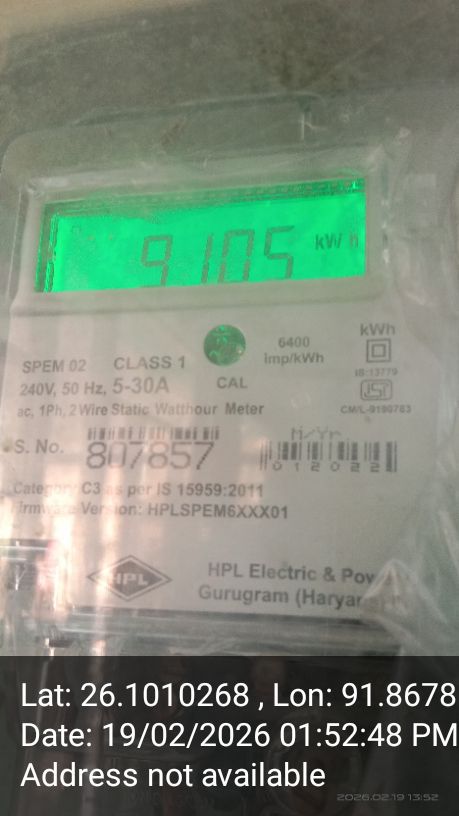 9105 kWh
6400
imp/kWh
kWh
SPEM 02 CLASS 1
CAL
IS:13779
240V, 50 Hz, 5-30A
ac, 1Ph, 2 Wire Static Watthour Meter
CM/L-9190783
M/Yr.
S. No. 807857
012022
Category C3 as per IS 15959:2011
Firmware Version: HPLSPEM6XXX01
HPL
HPL Electric &
Gurugram
Lat: 26.1010268 , Lon: 91.8678
Date: 19/02/2026 01:52:48 PM
Address not available
2026.02.19 13:52